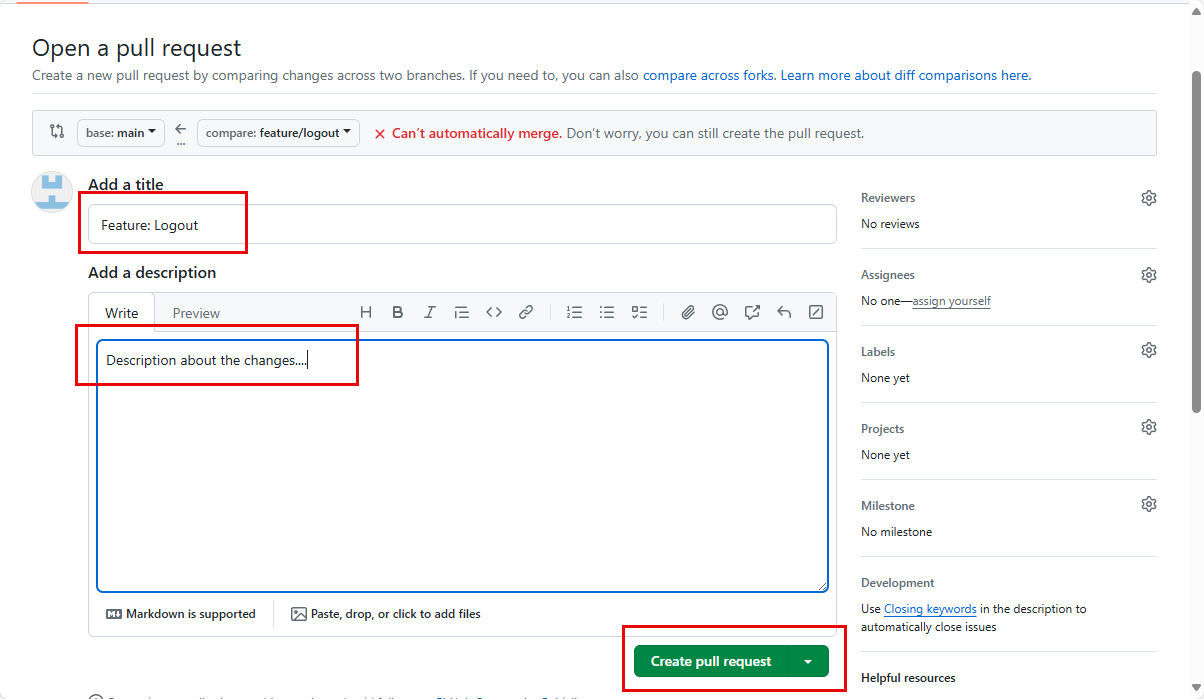 Open a pull request
Create a new pull request by comparing changes across two branches. If you need to, you can also compare across forks. Learn more about diff comparisons here.
base: main
compare: feature/logout
Can't automatically merge. Don't worry, you can still create the pull request.
Add a title
Feature: Logout
Add a description
Write
Preview
Description about the changes....
Markdown is supported
Paste, drop, or click to add files
Create pull request
Reviewers
No reviews
Assignees
No one—assign yourself
Labels
None yet
Projects
None yet
Milestone
No milestone
Development
Use Closing keywords in the description to
automatically close issues
Helpful resources